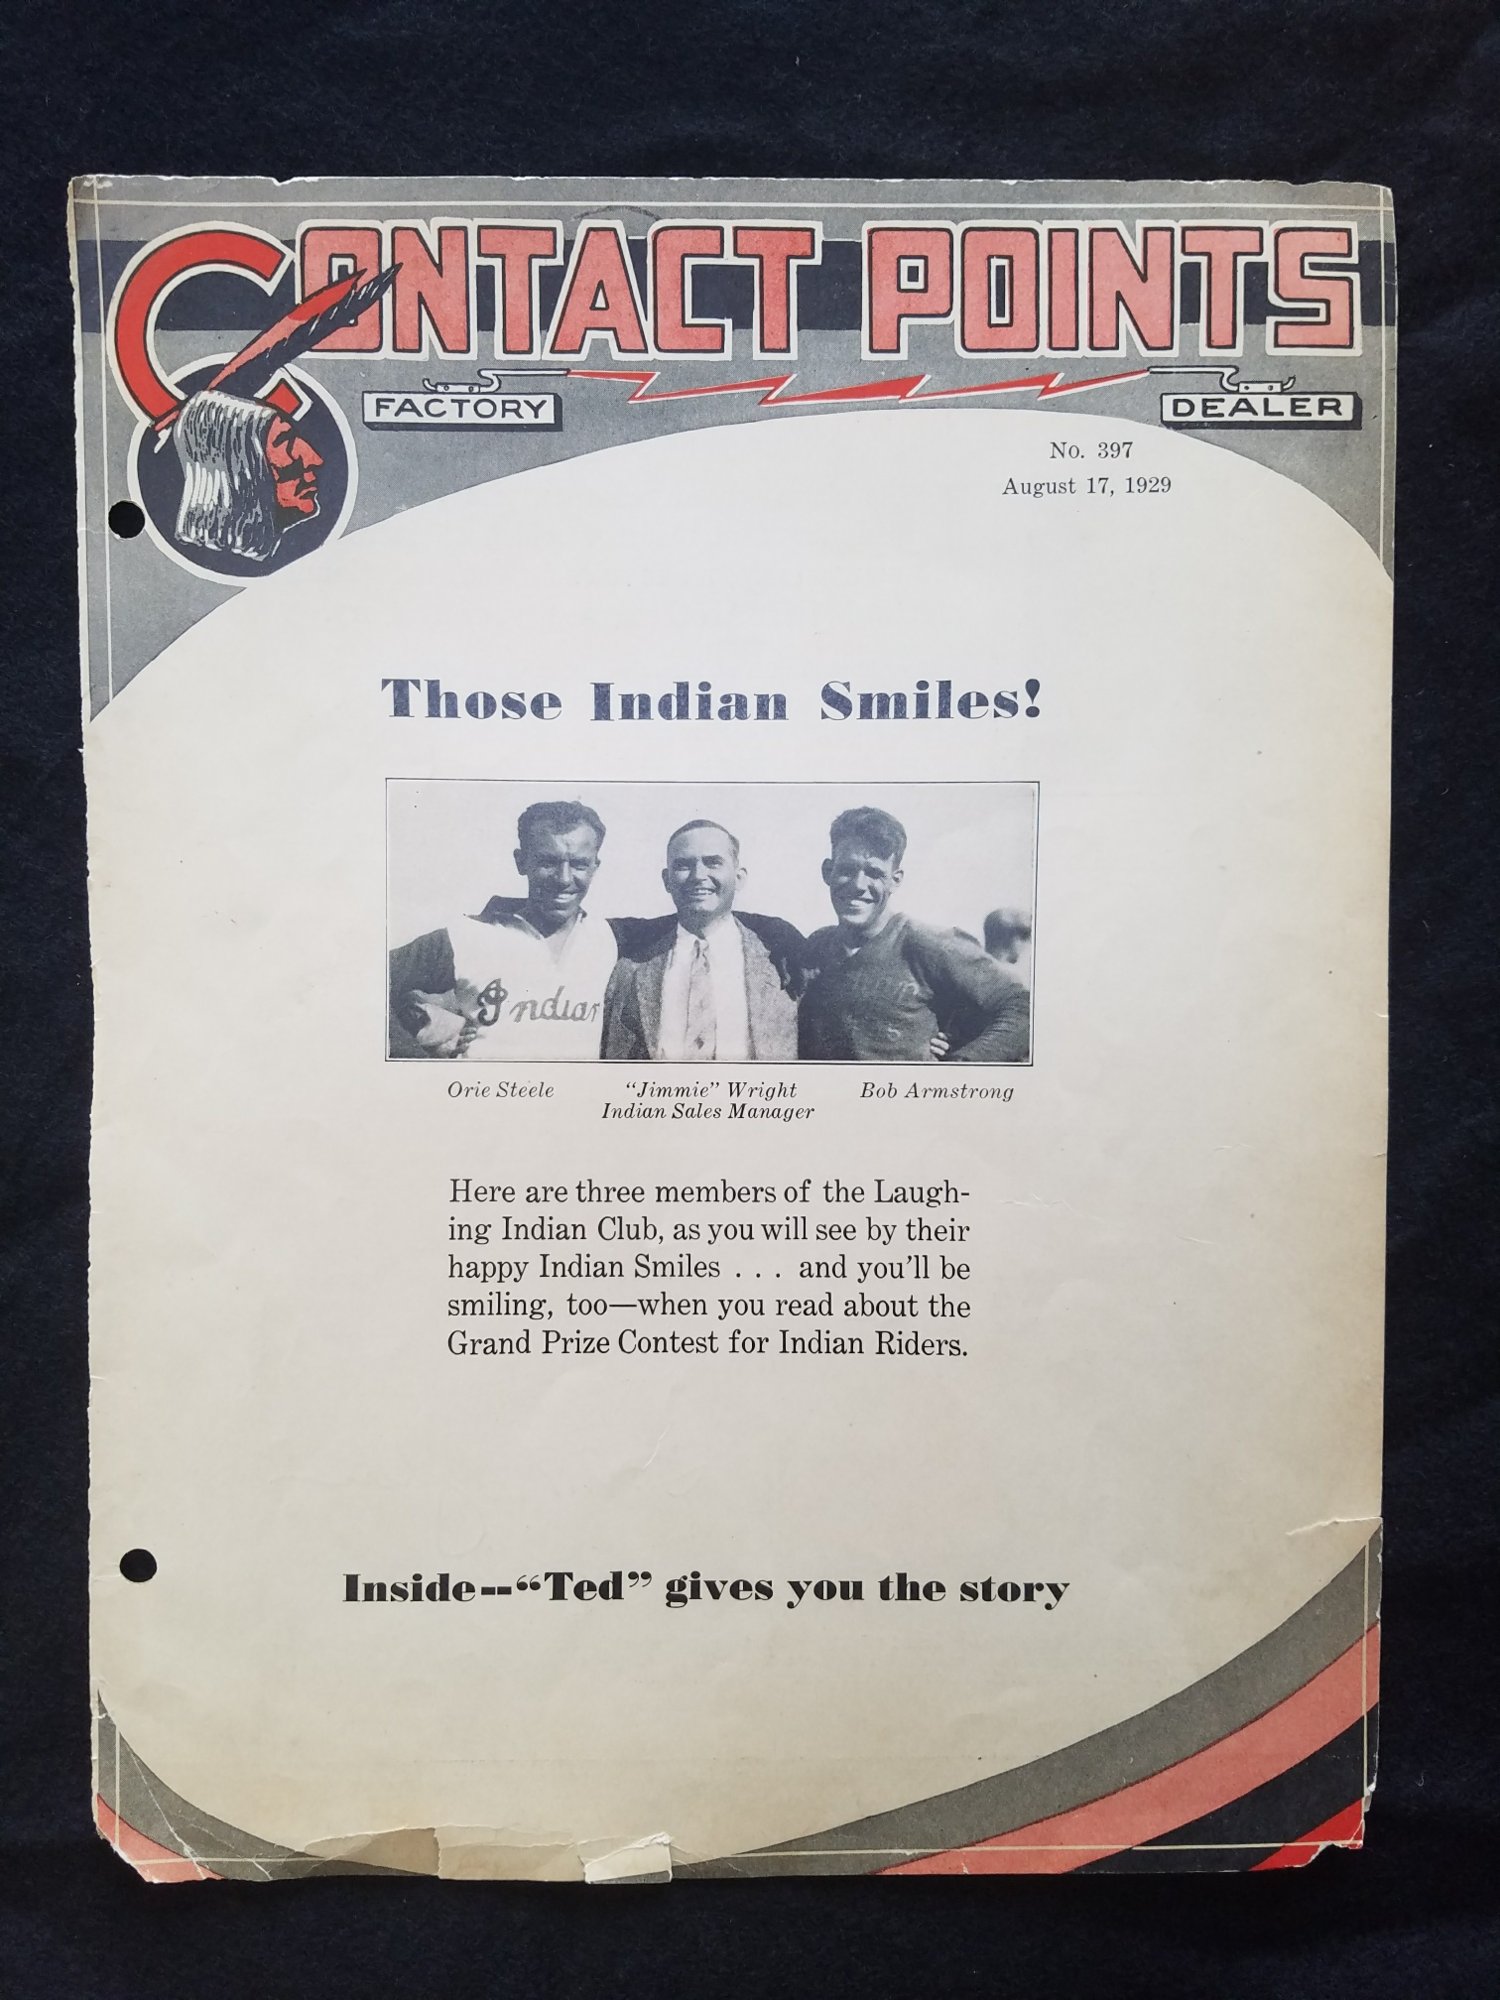 CONTACT POINTS
FACTORY
DEALER
No. 397
August 17, 1929
Those Indian Smiles!
Indian
Orie Steele
"Jimmie" Wright
Indian Sales Manager
Bob Armstrong
Here are three members of the Laugh-
ing Indian Club, as you will see by their
happy Indian Smiles . . . and you'll be
smiling, too—when you read about the
Grand Prize Contest for Indian Riders.
Inside--"Ted" gives you the story